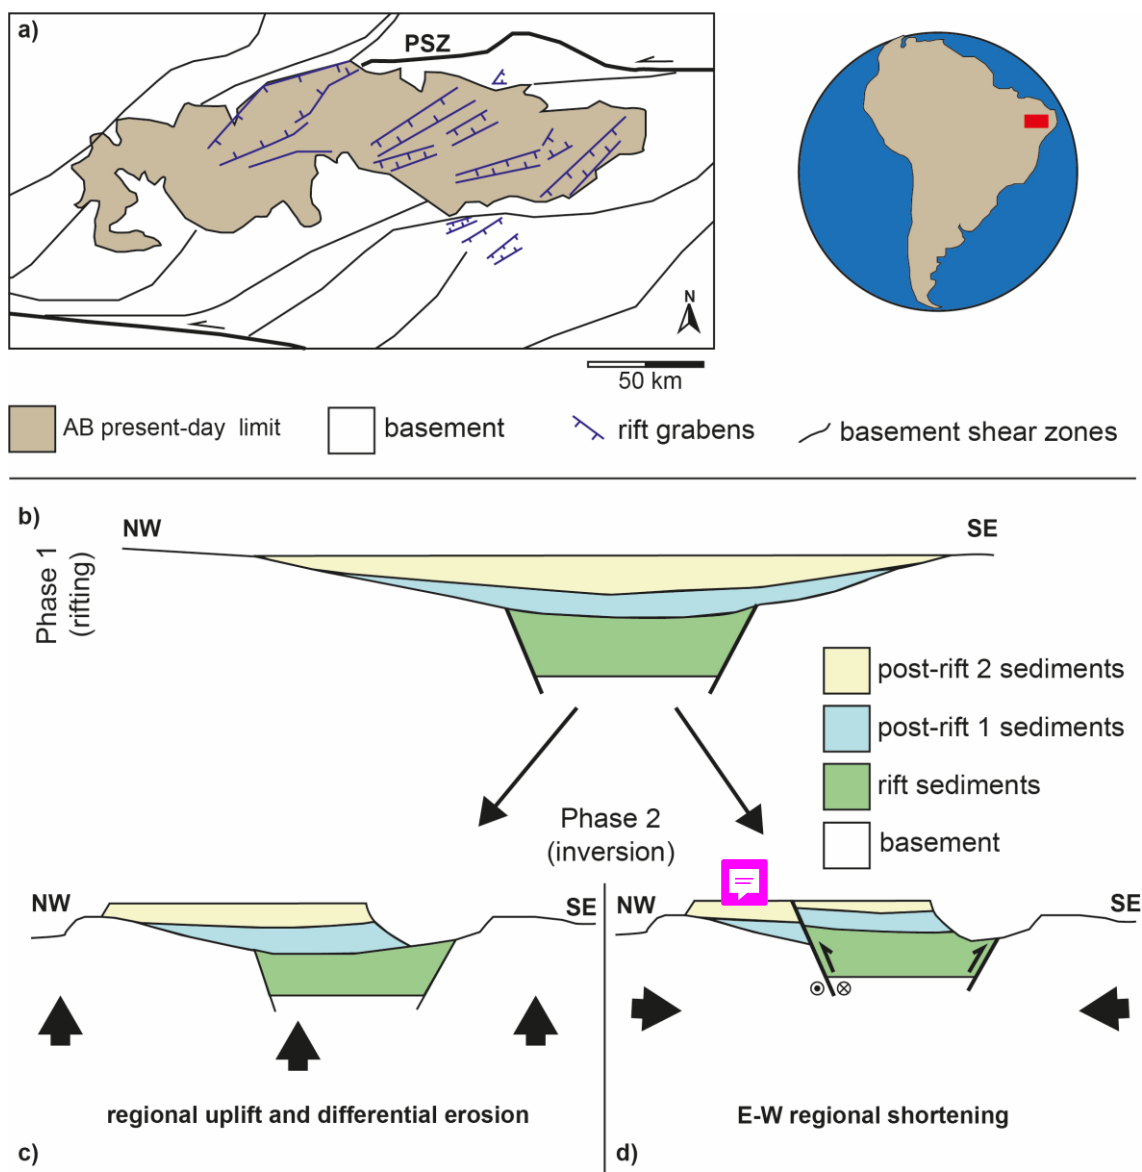 a)
PSZ
N
50 km
AB present-day limit
basement
rift grabens
basement shear zones
b)
NW
SE
Phase 1
(rifting)
post-rift 2 sediments
post-rift 1 sediments
rift sediments
basement
Phase 2
(inversion)
NW
SE
NW
SE
regional uplift and differential erosion
E-W regional shortening
c)
d)